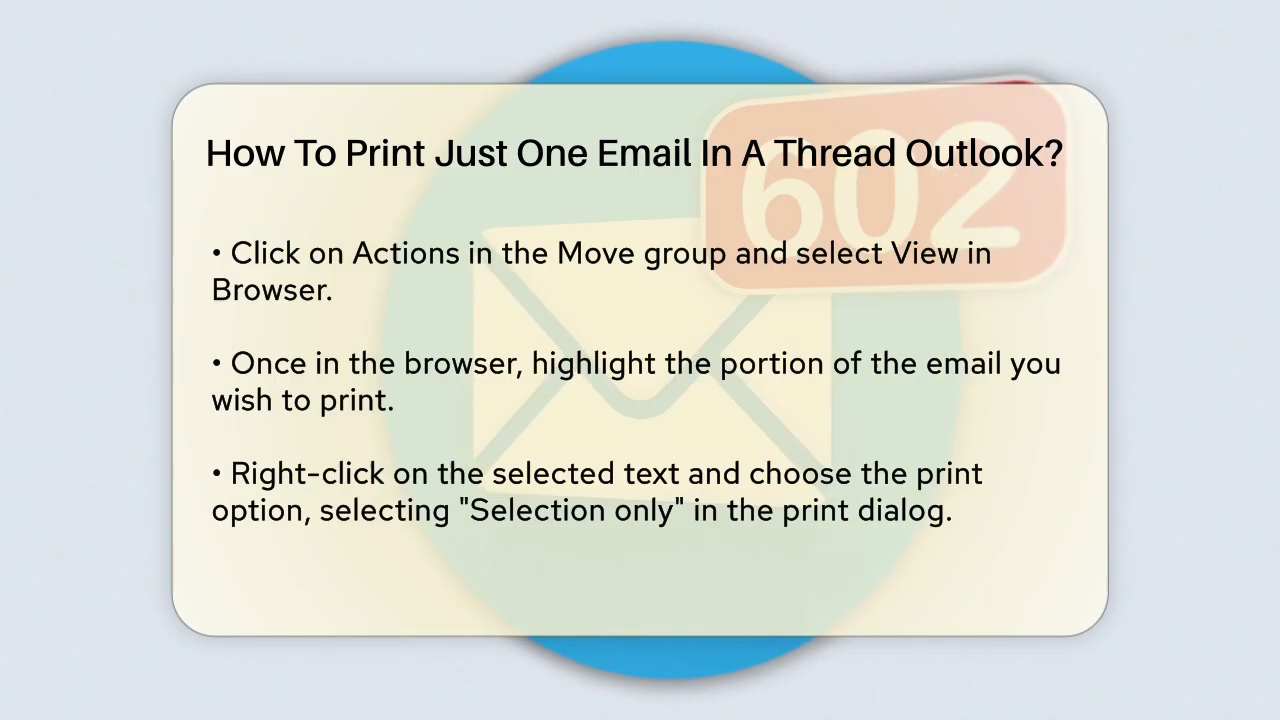 How To Print Just One Email In A Thread Outlook?
602
• Click on Actions in the Move group and select View in
Browser.
• Once in the browser, highlight the portion of the email you
wish to print.
• Right-click on the selected text and choose the print
option, selecting "Selection only" in the print dialog.